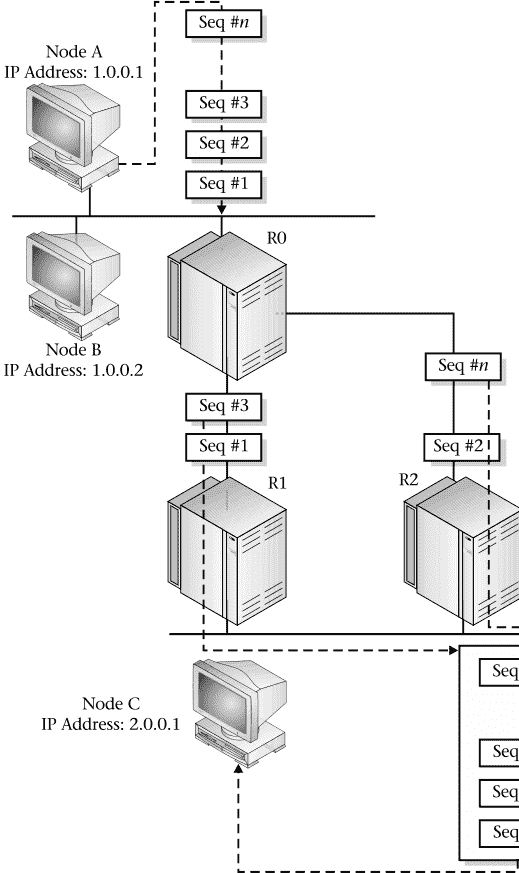 Seq #n
Node A
IP Address: 1.0.0.1
Seq #3
Seq #2
Seq #1
R0
Node B
IP Address: 1.0.0.2
Seq #n
Seq #3
Seq #1
Seq #2
R1
R2
Node C
IP Address: 2.0.0.1
Seq
Seq
Seq
Seq